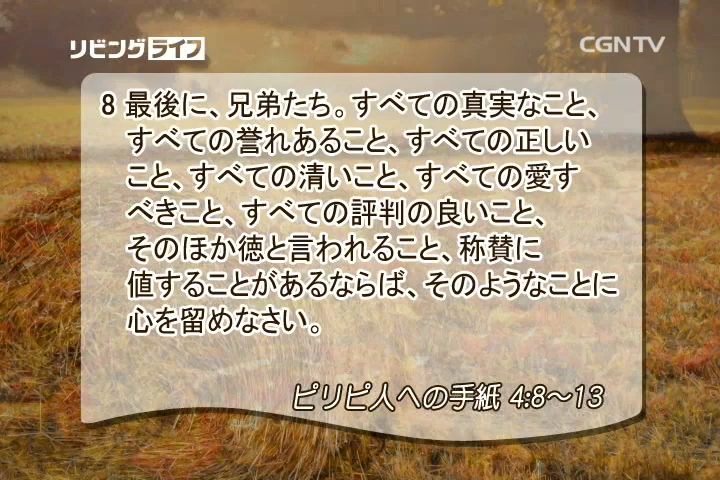 リビングライフ
CGNTV
8 最後に、兄弟たち。すべての真実なこと、
すべての誉れあること、すべての正しい
こと、すべての清いこと、すべての愛す
べきこと、すべての評判の良いこと、
そのほか徳と言われること、称賛に
値することがあるならば、そのようなことに
心を留めなさい。
ピリピ人への手紙 4:8〜13